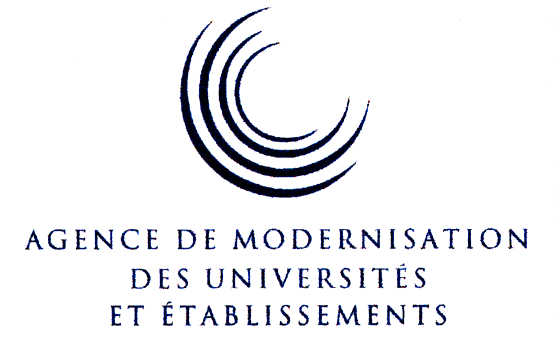 AGENCE DE MODERNISATION
DES UNIVERSITÉS
ET ÉTABLISSEMENTS